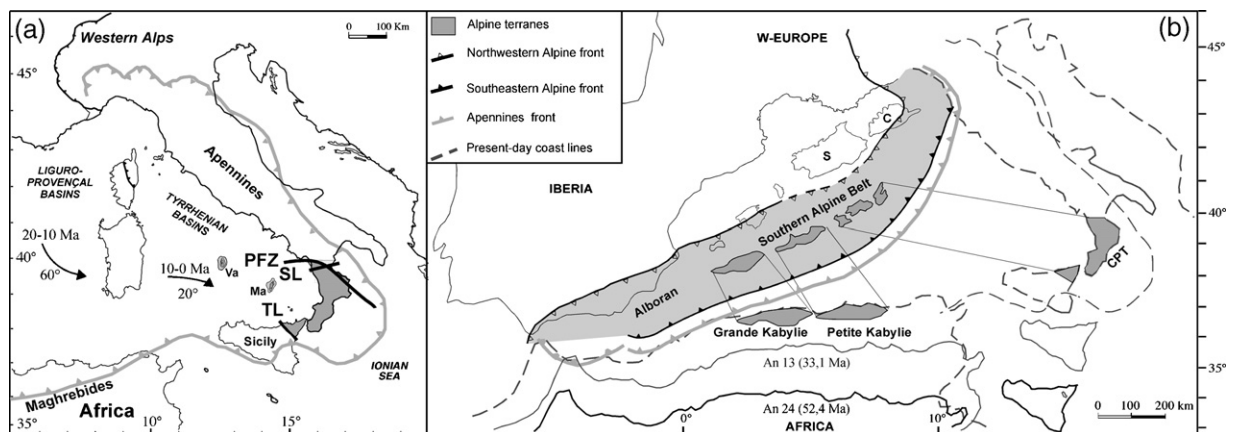 (a)
Western Alps
0 100 Km
45°
Apennines
LIGURO-
PROVENÇAL
BASINS
TYRRHENIAN
BASINS
20-10 Ma
40°
60°
10-0 Ma
20°
Va
PFZ
SL
Ma
TL
Sicily
IONIAN
SEA
Maghrebides
Africa
35°
10°
15°
Alpine terranes
Northwestern Alpine front
Southeastern Alpine front
Apennines front
Present-day coast lines
(b)
W-EUROPE
45°
C
S
IBERIA
Southern Alpine Belt
40°
CPT
Alboran
Grande Kabylie
Petite Kabylie
35°
An 13 (33,1 Ma)
An 24 (52,4 Ma)
0°
10°
AFRICA
0 100 200 km